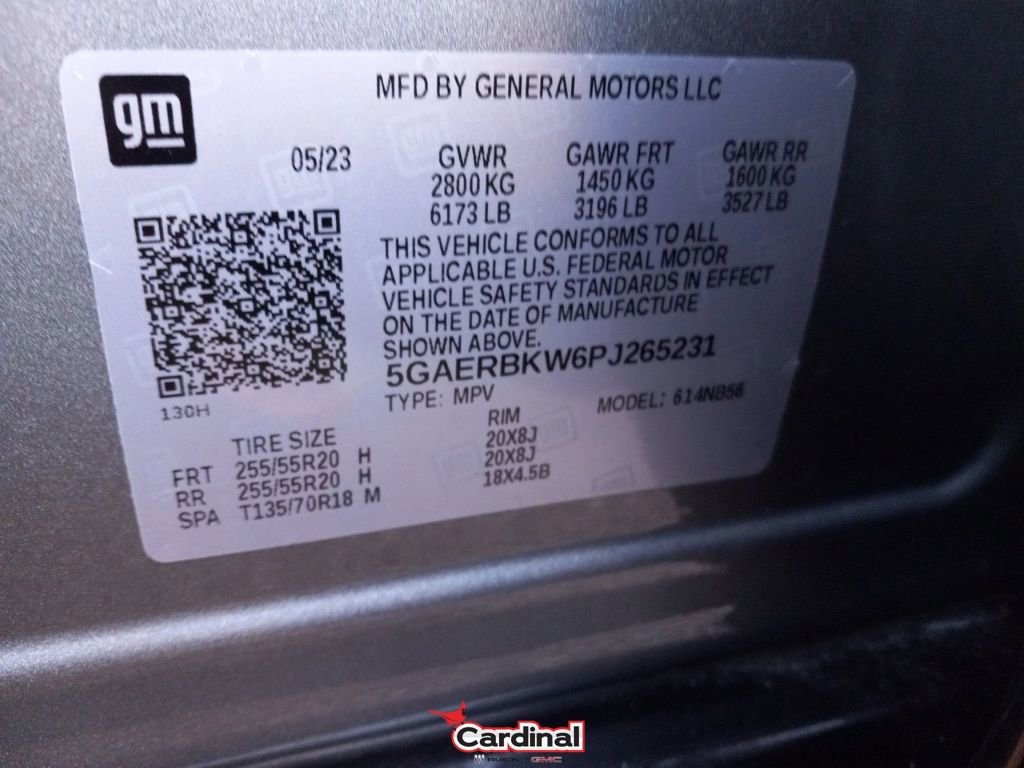 gm
MFD BY GENERAL MOTORS LLC
05/23 GVWR GAWR FRT GAWR RR
2800 KG 1450 KG 1600 KG
6173 LB 3196 LB 3527 LB
THIS VEHICLE CONFORMS TO ALL
APPLICABLE U.S. FEDERAL MOTOR
VEHICLE SAFETY STANDARDS IN EFFECT
ON THE DATE OF MANUFACTURE
SHOWN ABOVE.
5GAERBKW6PJ265231
130H
TYPE: MPV MODEL: 614NB56
TIRE SIZE RIM
FRT 255/55R20 H 20X8J
RR 255/55R20 H 20X8J
SPA T135/70R18 M 18X4.5B
Cardinal
BUICK GMC